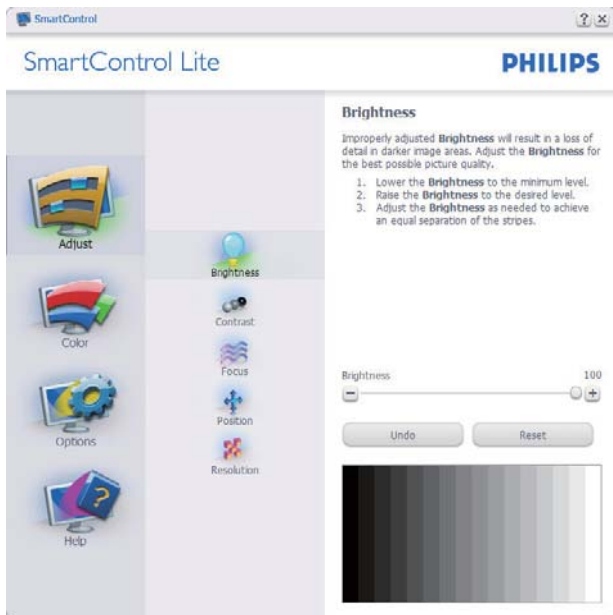 SmartControl
? ×
SmartControl Lite
PHILIPS
Adjust
Color
Options
Help
Brightness
Contrast
Focus
Position
Resolution
Brightness
Improperly adjusted Brightness will result in a loss of
detail in darker image areas. Adjust the Brightness for
the best possible picture quality.
1. Lower the Brightness to the minimum level.
2. Raise the Brightness to the desired level.
3. Adjust the Brightness as needed to achieve
an equal separation of the stripes.
Brightness 100
Undo Reset